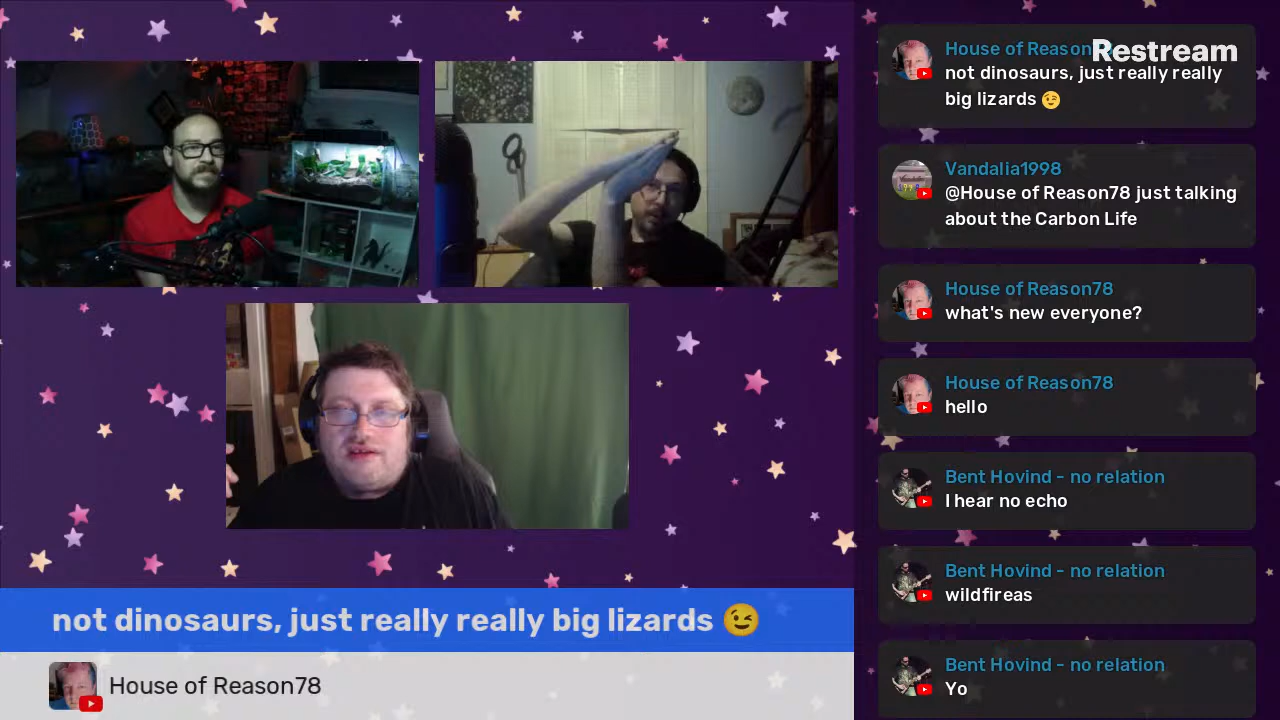 not dinosaurs, just really really big lizards 😉
House of Reason78
House of Reason
Restream
not dinosaurs, just really really
big lizards 😉
Vandalia1998
@House of Reason78 just talking
about the Carbon Life
House of Reason78
what's new everyone?
House of Reason78
hello
Bent Hovind - no relation
I hear no echo
Bent Hovind - no relation
wildfireas
Bent Hovind - no relation
Yo